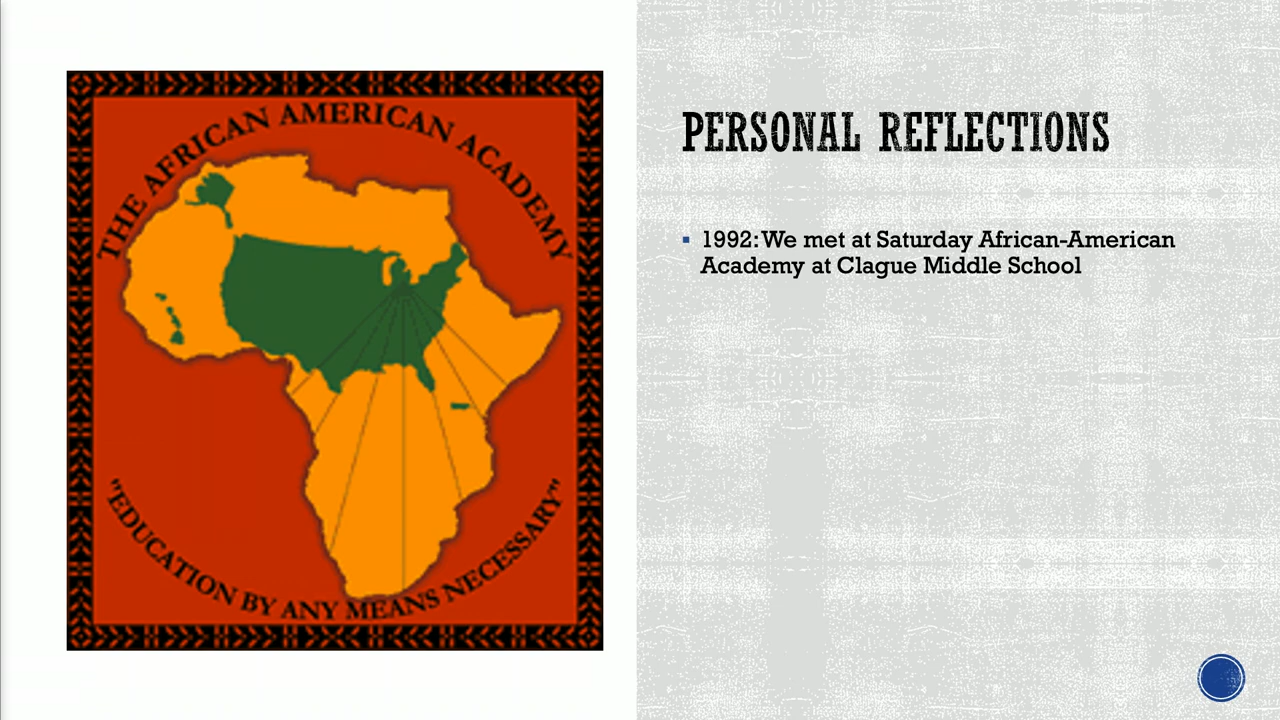 THE AFRICAN AMERICAN ACADEMY
"EDUCATION BY ANY MEANS NECESSARY"
PERSONAL REFLECTIONS
1992: We met at Saturday African-American
Academy at Clague Middle School